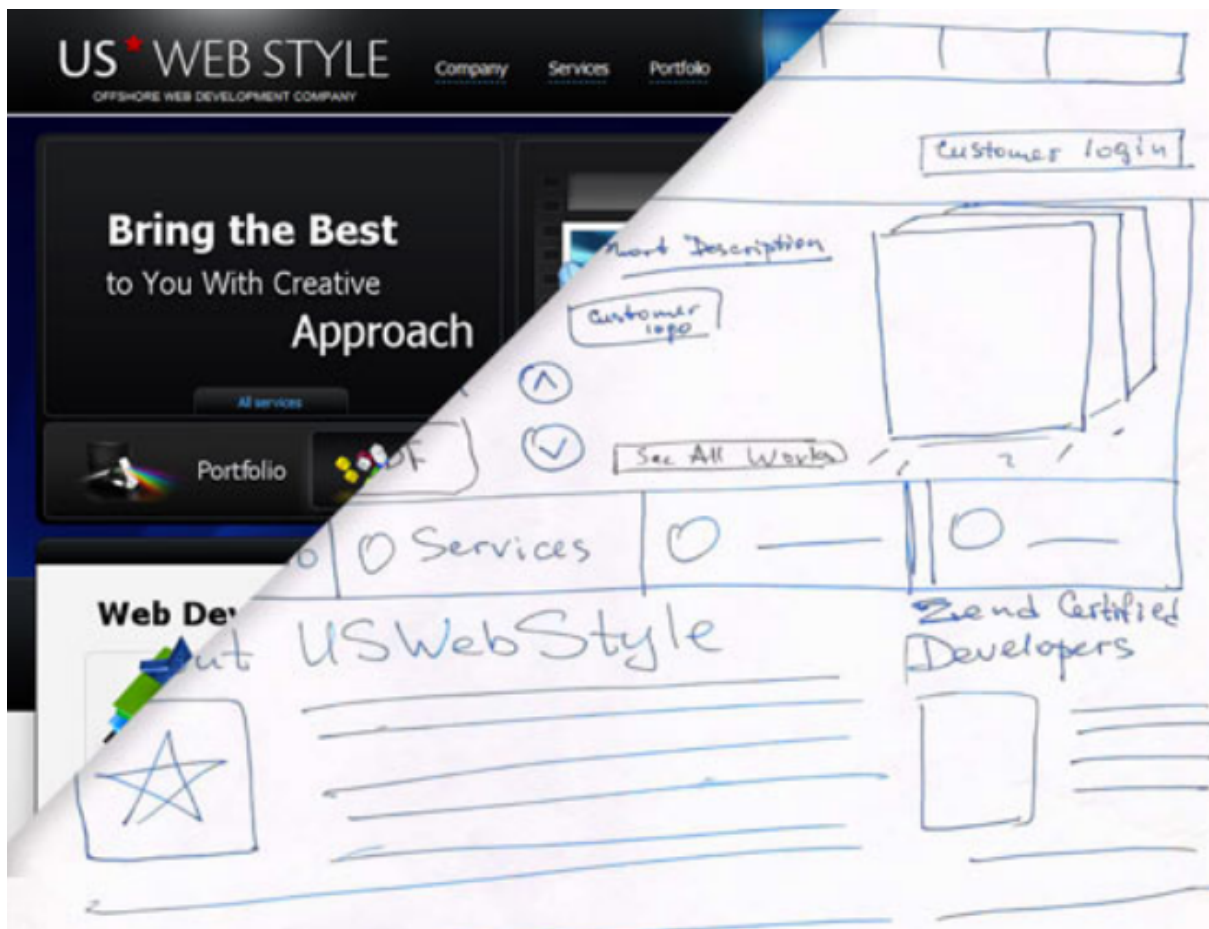 US WEB STYLE
OFFSHORE WEB DEVELOPMENT COMPANY
Company Services Portfolio
Customer login
Bring the Best
to You With Creative
Approach
Description
Customer
logo
All services
See All Works
Portfolio
Services
Web Dev
USWebStyle
Zend Certified
Developers